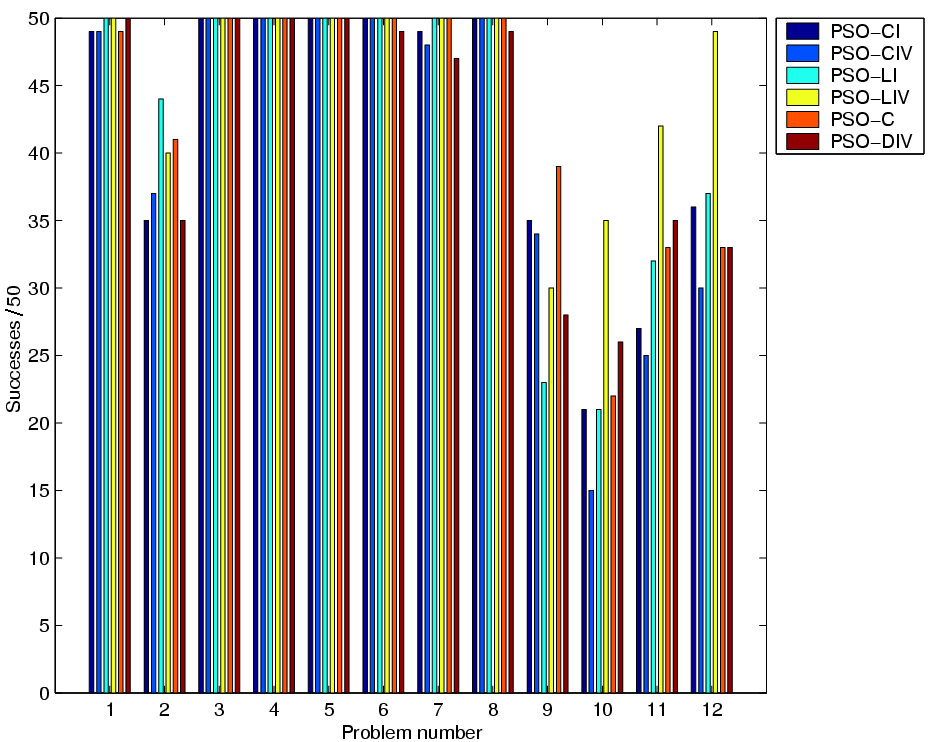 50
45
40
35
30
25
20
15
10
5
0
Successes/50
1 2 3 4 5 6 7 8 9 10 11 12
Problem number
PSO−CI
PSO−CIV
PSO−LI
PSO−LIV
PSO−C
PSO−DIV